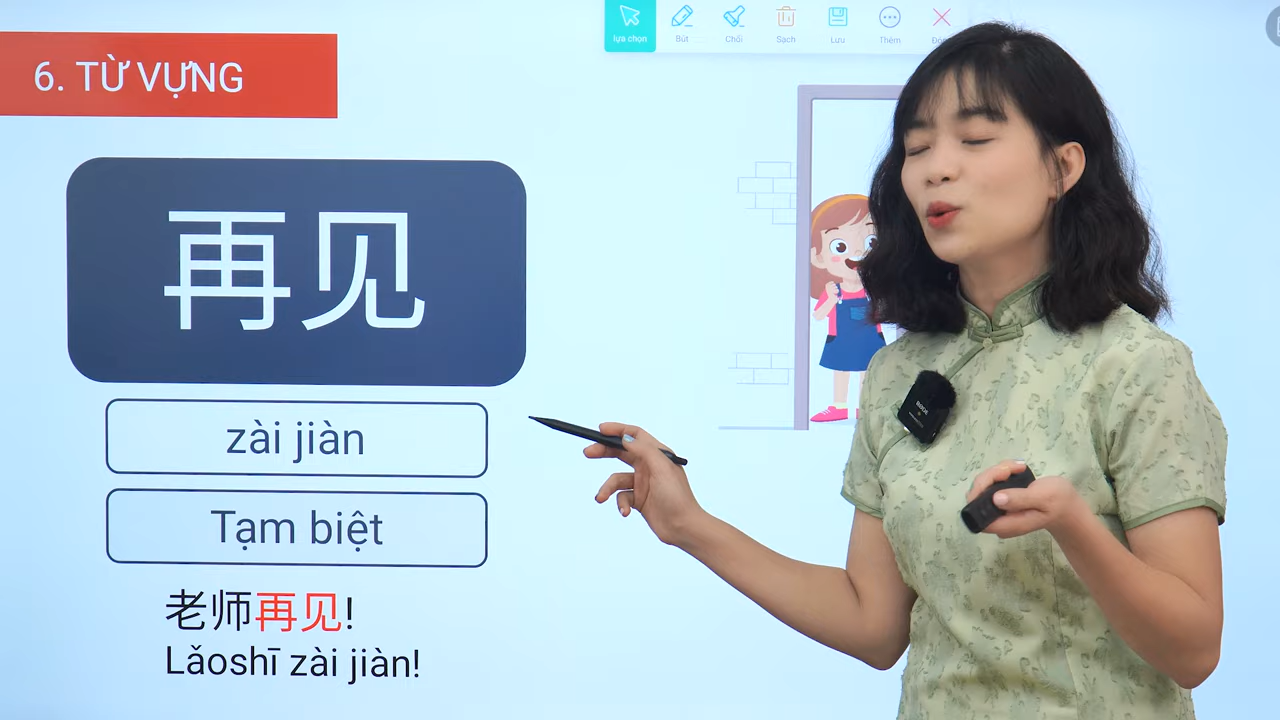 lựa chọn Bút Chổi Sạch Lưu Thêm
6. TỪ VỰNG
再见
zài jiàn
Tạm biệt
老师再见!
Lǎoshī zài jiàn!